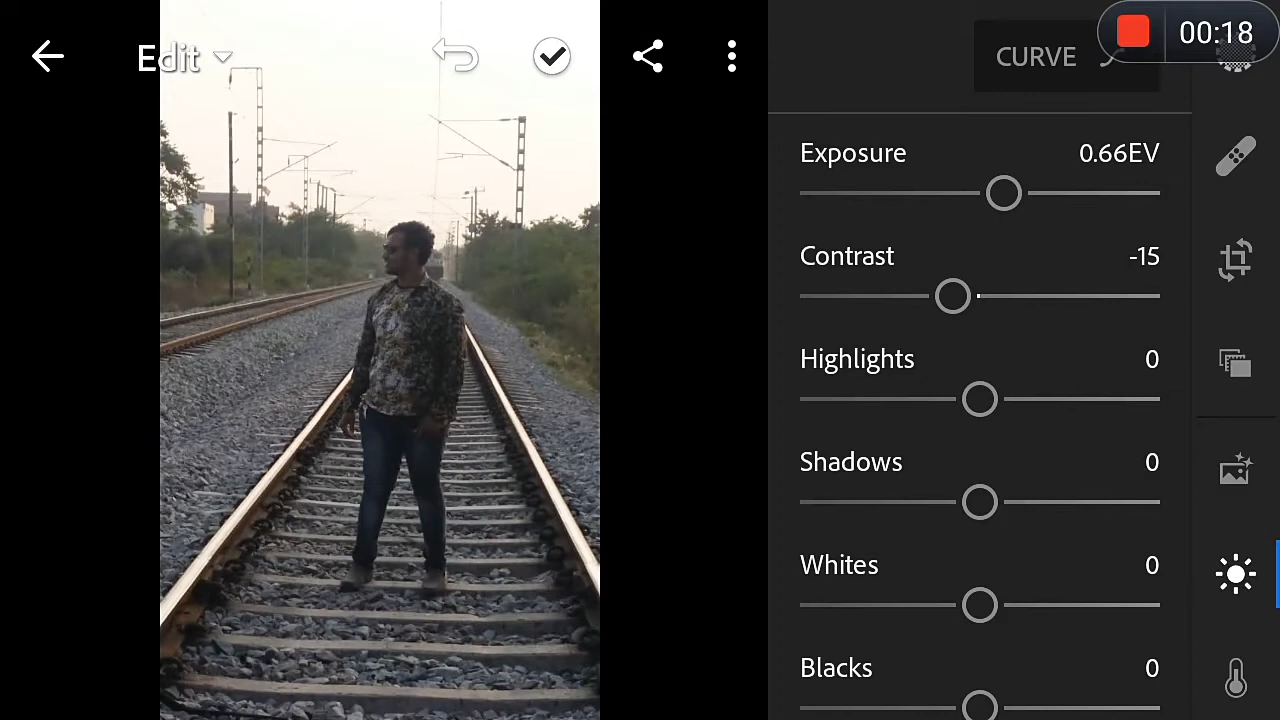 Edit
CURVE
00:18
Exposure 0.66EV
Contrast -15
Highlights 0
Shadows 0
Whites 0
Blacks 0